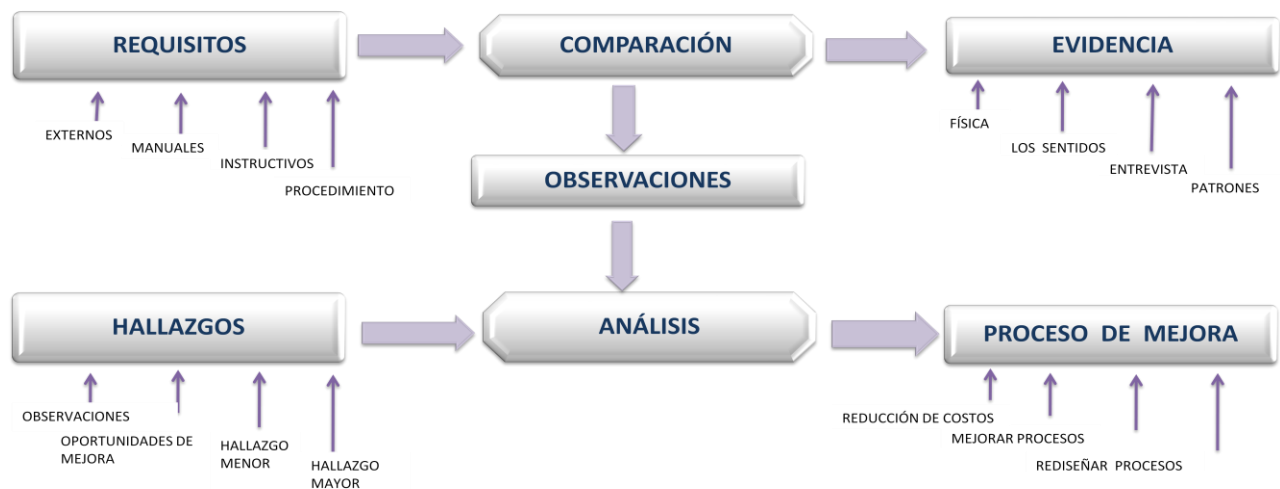 REQUISITOS
COMPARACIÓN
EVIDENCIA
EXTERNOS
MANUALES
INSTRUCTIVOS
PROCEDIMIENTO
FÍSICA
LOS SENTIDOS
ENTREVISTA
PATRONES
OBSERVACIONES
HALLAZGOS
ANÁLISIS
PROCESO DE MEJORA
OBSERVACIONES
OPORTUNIDADES DE
MEJORA
HALLAZGO
MENOR
HALLAZGO
MAYOR
REDUCCIÓN DE COSTOS
MEJORAR PROCESOS
REDISEÑAR PROCESOS